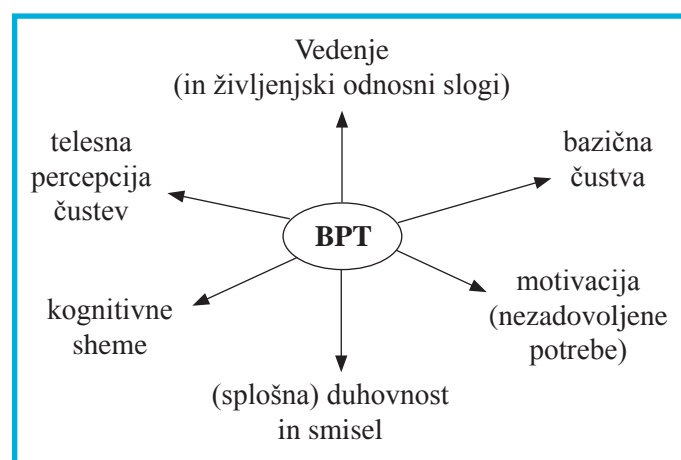 Vedenje
(in življenjski odnosni slogi)
telesna
percepcija
čustev
bazična
čustva
BPT
kognitivne
sheme
motivacija
(nezadovoljene
potrebe)
(splošna) duhovnost
in smisel